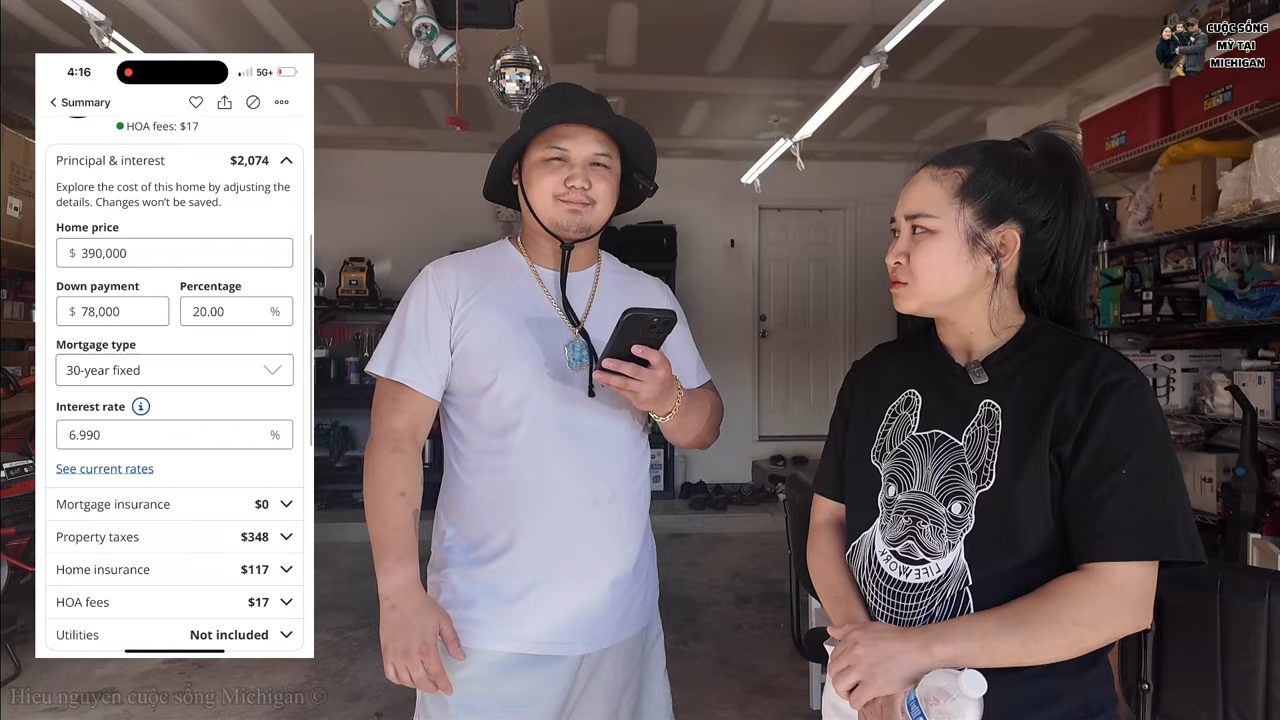 CUỘC SỐNG
MỸ TẠI
MICHIGAN
4:16
5G+
Summary
HOA fees: $17
Principal & interest $2,074
Explore the cost of this home by adjusting the
details. Changes won't be saved.
Home price
$ 390,000
Down payment Percentage
$ 78,000 20.00 %
Mortgage type
30-year fixed
Interest rate
6.990 %
See current rates
Mortgage insurance $0
Property taxes $348
Home insurance $117
HOA fees $17
Utilities Not included
LIFEWORK
Hieu nguyen cuộc sống Michigan ©